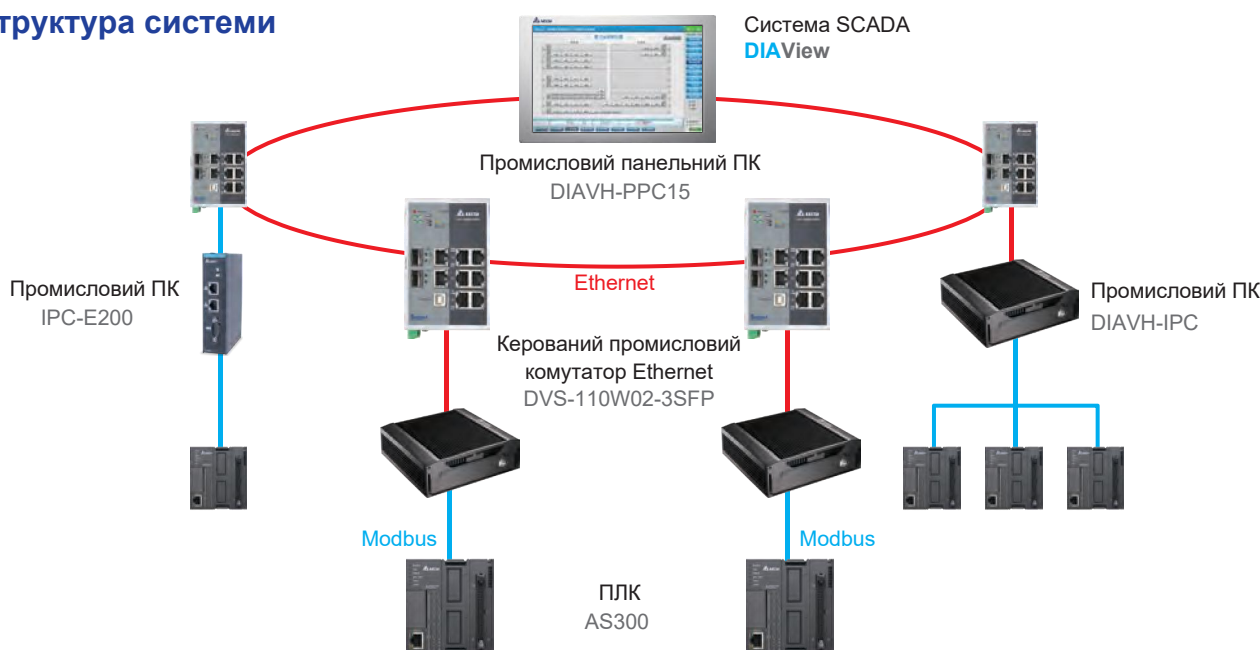 труктура системи
Система SCADA
DIAView
Промисловий панельний ПК
DIAVH-PPC15
Ethernet
Промисловий ПК
IPC-E200
Промисловий ПК
DIAVH-IPC
Керований промисловий
комутатор Ethernet
DVS-110W02-3SFP
Modbus
Modbus
ПЛК
AS300